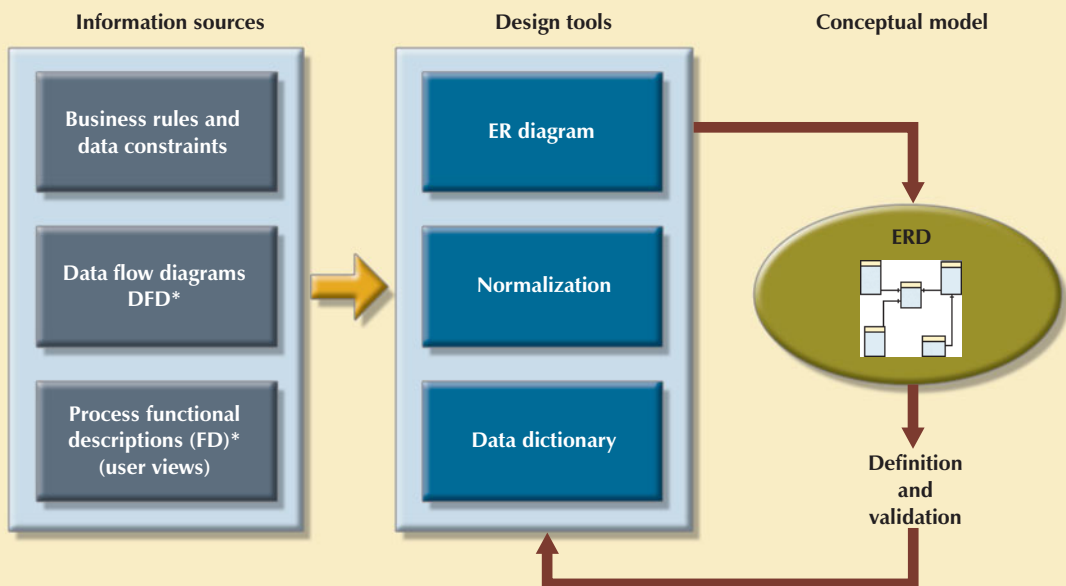 Information sources
Business rules and
data constraints
Data flow diagrams
DFD*
Process functional
descriptions (FD)*
(user views)
Design tools
ER diagram
Normalization
Data dictionary
Conceptual model
ERD
Definition
and
validation